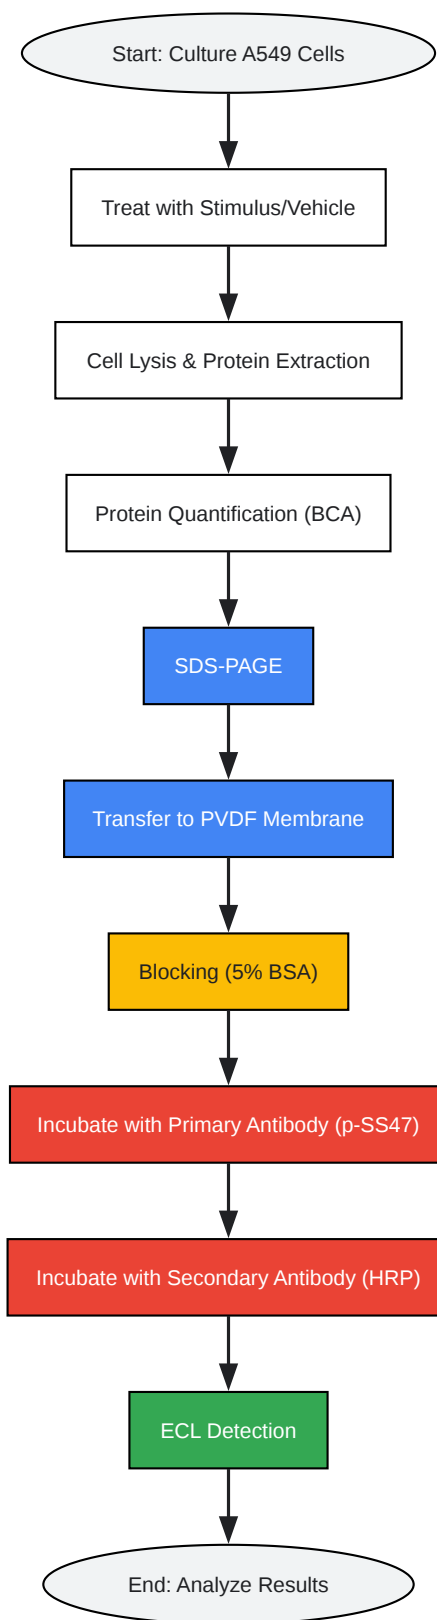 Start: Culture A549 Cells
Treat with Stimulus/Vehicle
Cell Lysis & Protein Extraction
Protein Quantification (BCA)
SDS-PAGE
Transfer to PVDF Membrane
Blocking (5% BSA)
Incubate with Primary Antibody (p-SS47)
Incubate with Secondary Antibody (HRP)
ECL Detection
End: Analyze Results